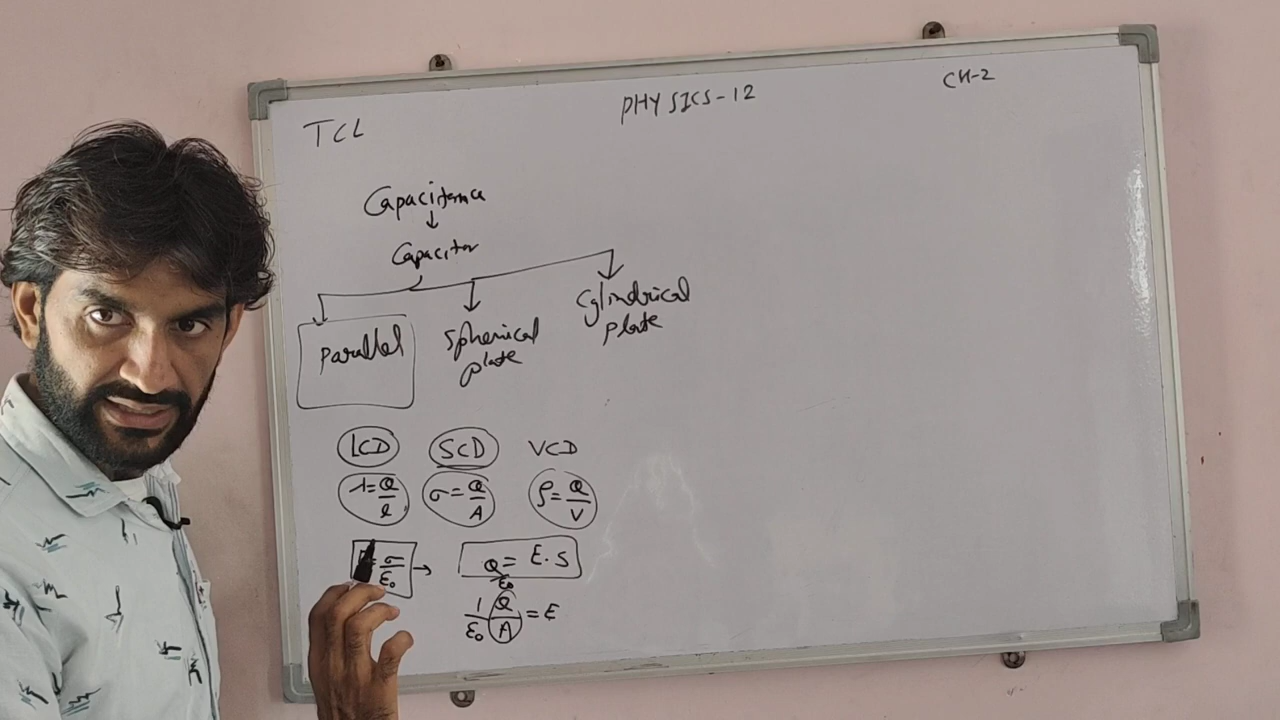 PHYSICS-12
CH-2
TCL
Capacitance
↓
Capacitor
Parallel
Spherical
plate
Cylindrical
plate
LCD SCD VCD
λ=Q/l σ=Q/A ρ=Q/V
=σ/ε₀ → Q/ε₀ = E.S
1/ε₀ Q/A = E